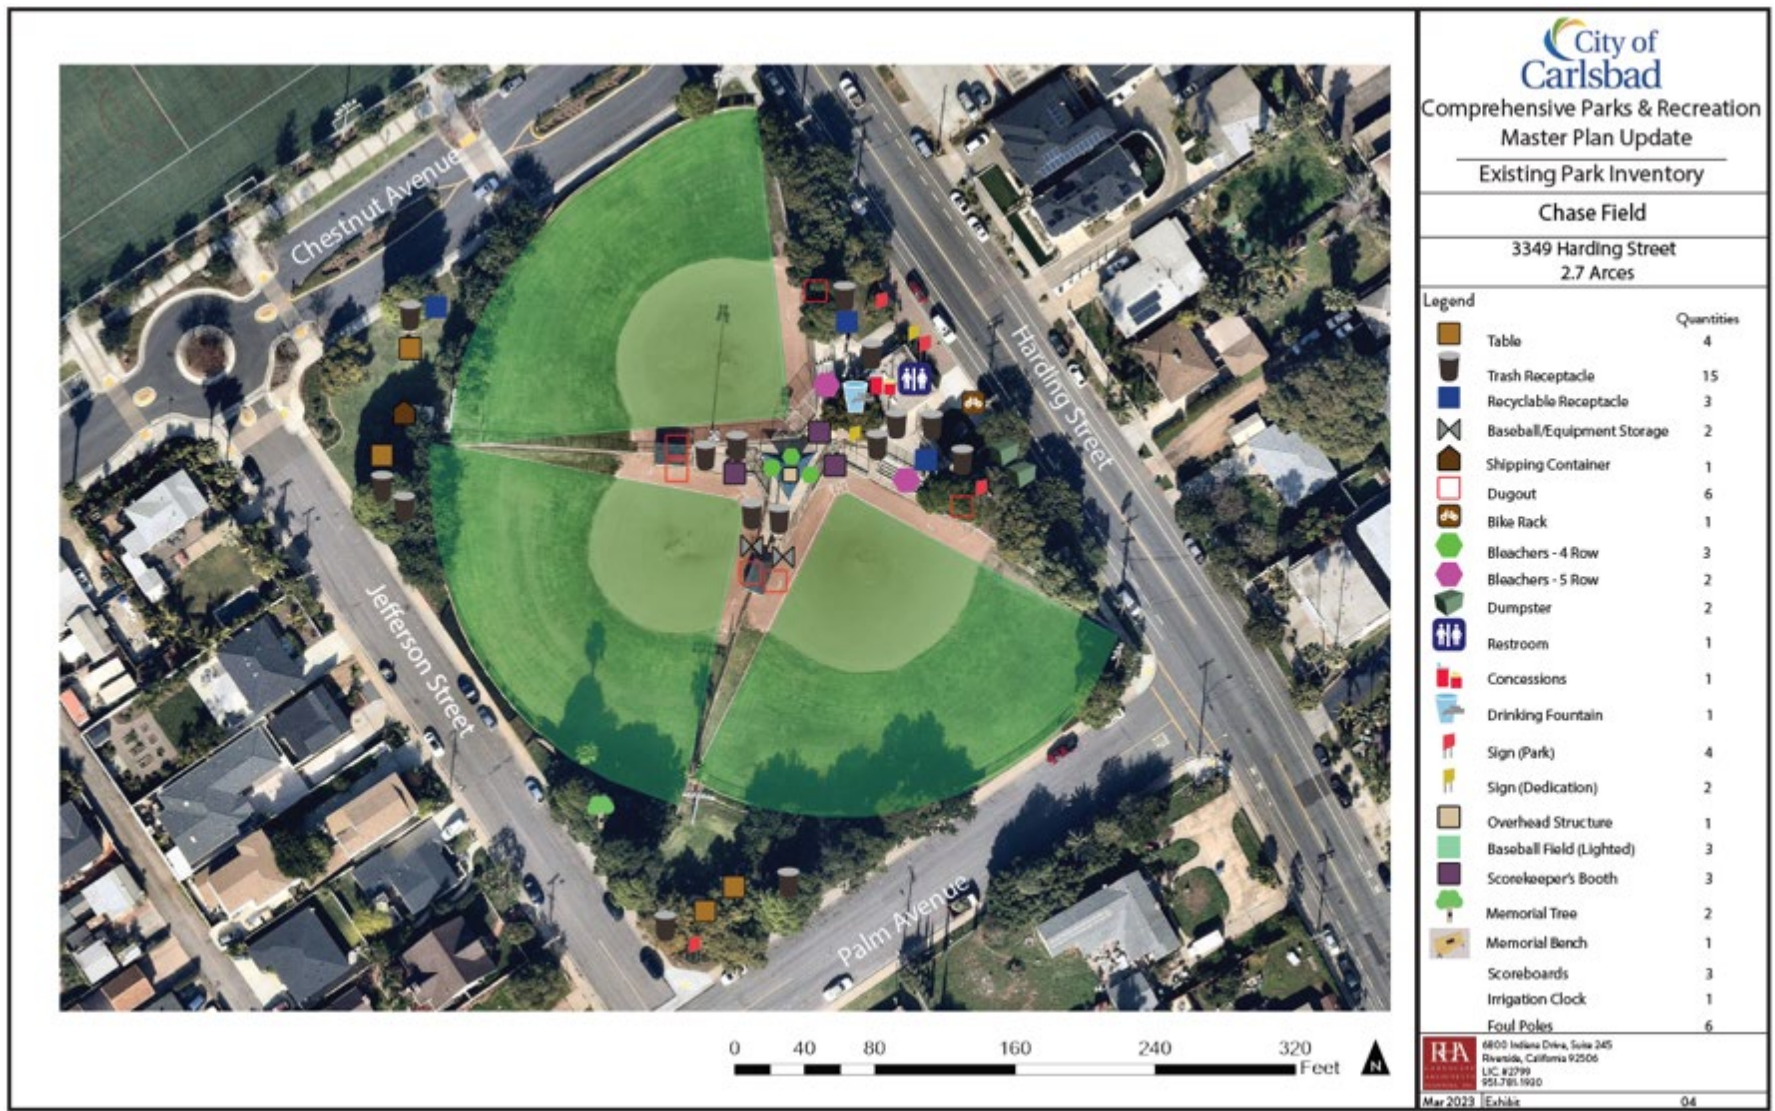 City of
Carlsbad
Comprehensive Parks & Recreation
Master Plan Update
Existing Park Inventory
Chase Field
3349 Harding Street
2.7 Arces
Legend
Quantities
Table 4
Trash Receptacle 15
Recyclable Receptacle 3
Baseball/Equipment Storage 2
Shipping Container 1
Dugout 6
Bike Rack 1
Bleachers - 4 Row 3
Bleachers - 5 Row 2
Dumpster 2
Restroom 1
Concessions 1
Drinking Fountain 1
Sign (Park) 4
Sign (Dedication) 2
Overhead Structure 1
Baseball Field (Lighted) 3
Scorekeeper's Booth 3
Memorial Tree 2
Memorial Bench 1
Scoreboards 3
Irrigation Clock 1
Foul Poles 6
RHA
6800 Indiana Drive, Suite 245
Riverside, California 92506
LIC. #2799
951-781-1930
Mar 2023 Exhibit 04
Chestnut Avenue
Harding Street
Jefferson Street
Palm Avenue
0 40 80 160 240 320
Feet
N